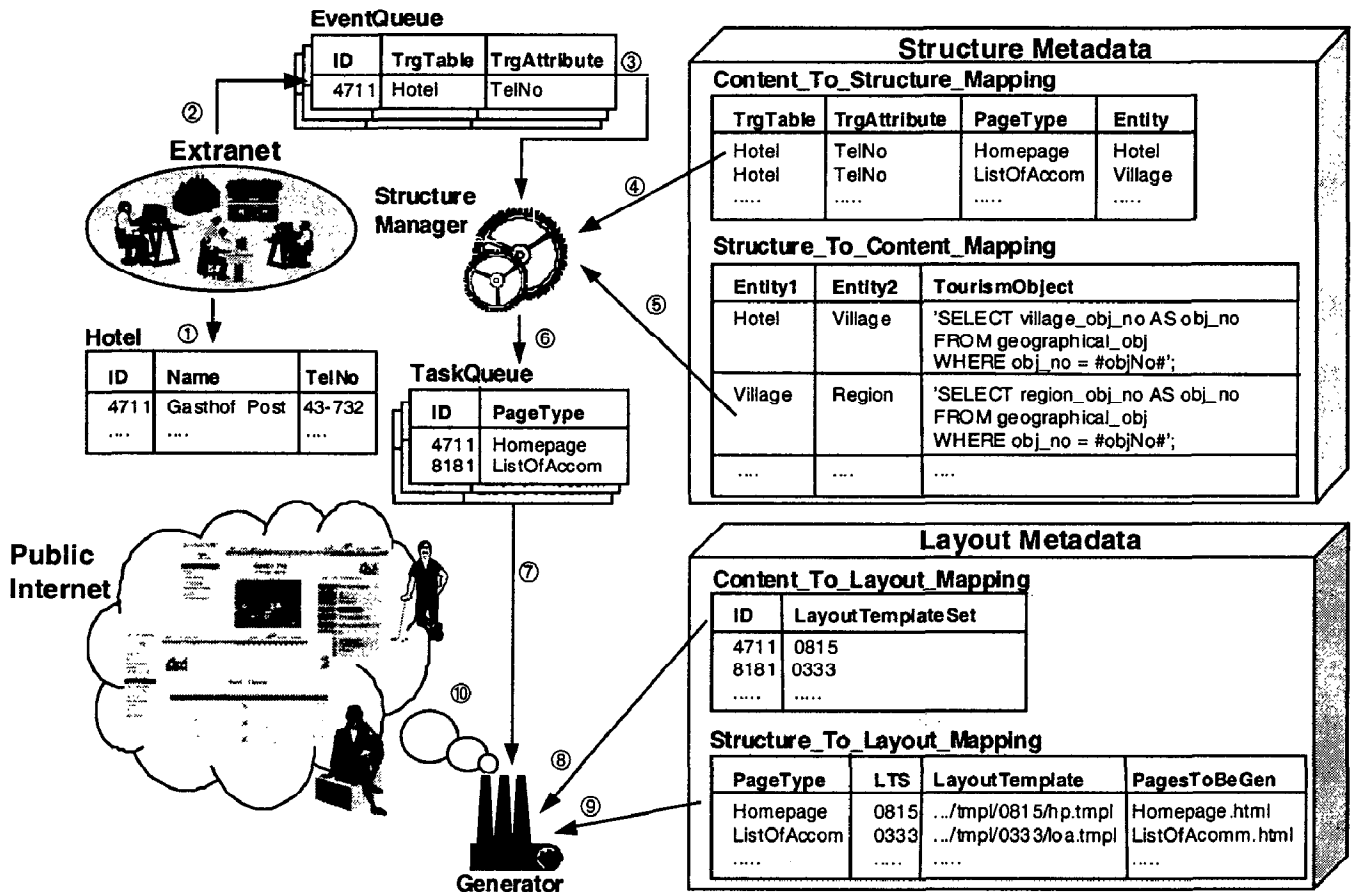 EventQueue
ID TrgTable TrgAttribute ③
4711 Hotel TelNo
②
Extranet
Structure
Manager
①
Hotel
ID Name TelNo
4711 Gasthof Post 43-732
.... .... ....
⑥
TaskQueue
ID PageType
4711 Homepage
8181 ListOfAccom
Public
Internet
⑦
⑩
Generator
Structure Metadata
Content_To_Structure_Mapping
TrgTable TrgAttribute PageType Entity
Hotel TelNo Homepage Hotel
Hotel TelNo ListOfAccom Village
..... ..... ..... .....
④
Structure_To_Content_Mapping
Entity1 Entity2 TourismObject
Hotel Village 'SELECT village_obj_no AS obj_no
FROM geographical_obj
WHERE obj_no = #objNo#';
Village Region 'SELECT region_obj_no AS obj_no
FROM geographical_obj
WHERE obj_no = #objNo#';
.... .... ....
⑤
Layout Metadata
Content_To_Layout_Mapping
ID LayoutTemplateSet
4711 0815
8181 0333
..... .....
⑧
Structure_To_Layout_Mapping
PageType LTS LayoutTemplate PagesToBeGen
Homepage 0815 .../tmpl/0815/hp.tmpl Homepage.html
ListOfAccom 0333 .../tmpl/0333/loa.tmpl ListOfAcomm.html
..... ..... ..... .....
⑨